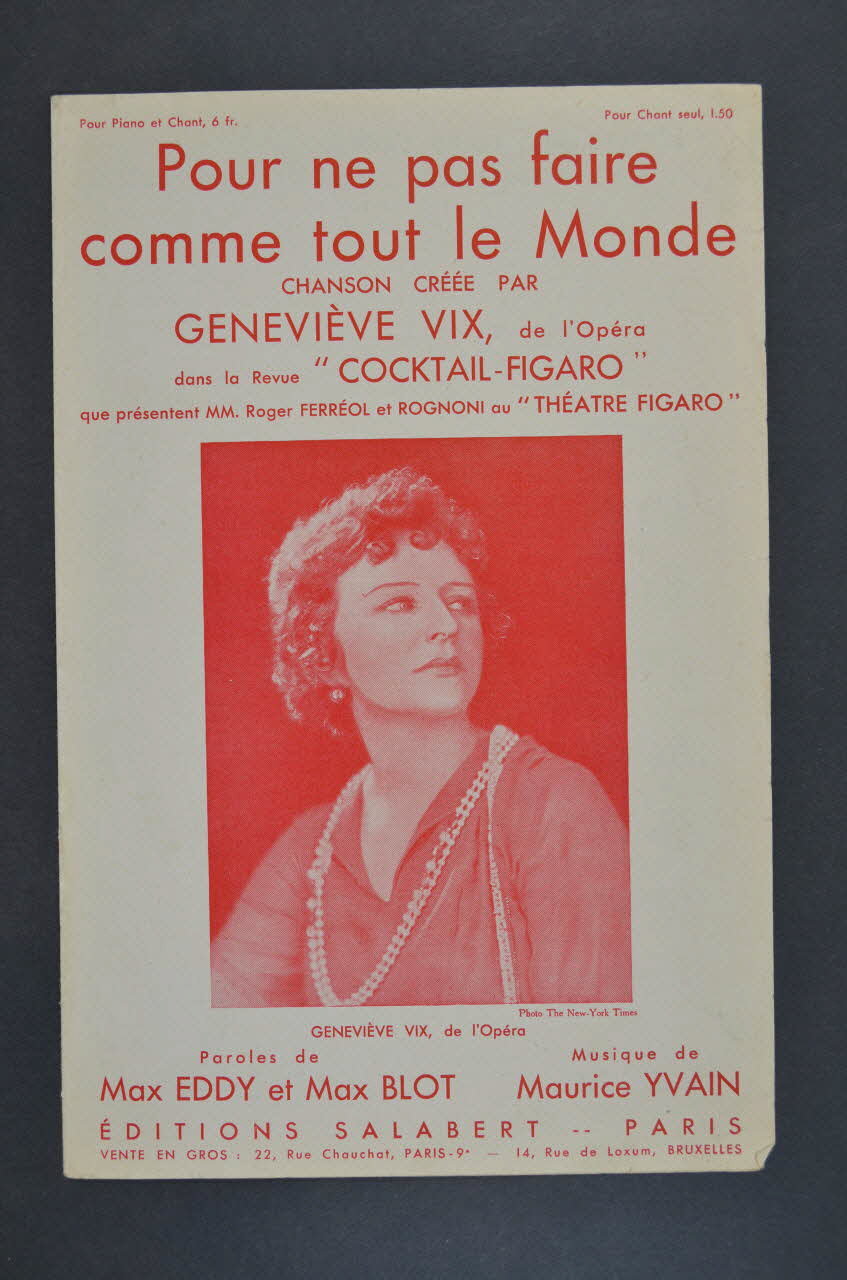 Pour Piano et Chant, 6 fr.
Pour Chant seul, 1.50
Pour ne pas faire
comme tout le Monde
CHANSON CRÉÉE PAR
GENEVIÈVE VIX, de l'Opéra
dans la Revue " COCKTAIL-FIGARO "
que présentent MM. Roger FERRÉOL et ROGNONI au " THÉATRE FIGARO "
Photo The New-York Times
GENEVIÈVE VIX, de l'Opéra
Paroles de
Max EDDY et Max BLOT
Musique de
Maurice YVAIN
ÉDITIONS SALABERT -- PARIS
VENTE EN GROS : 22, Rue Chauchat, PARIS-9ᵉ — 14, Rue de Loxum, BRUXELLES